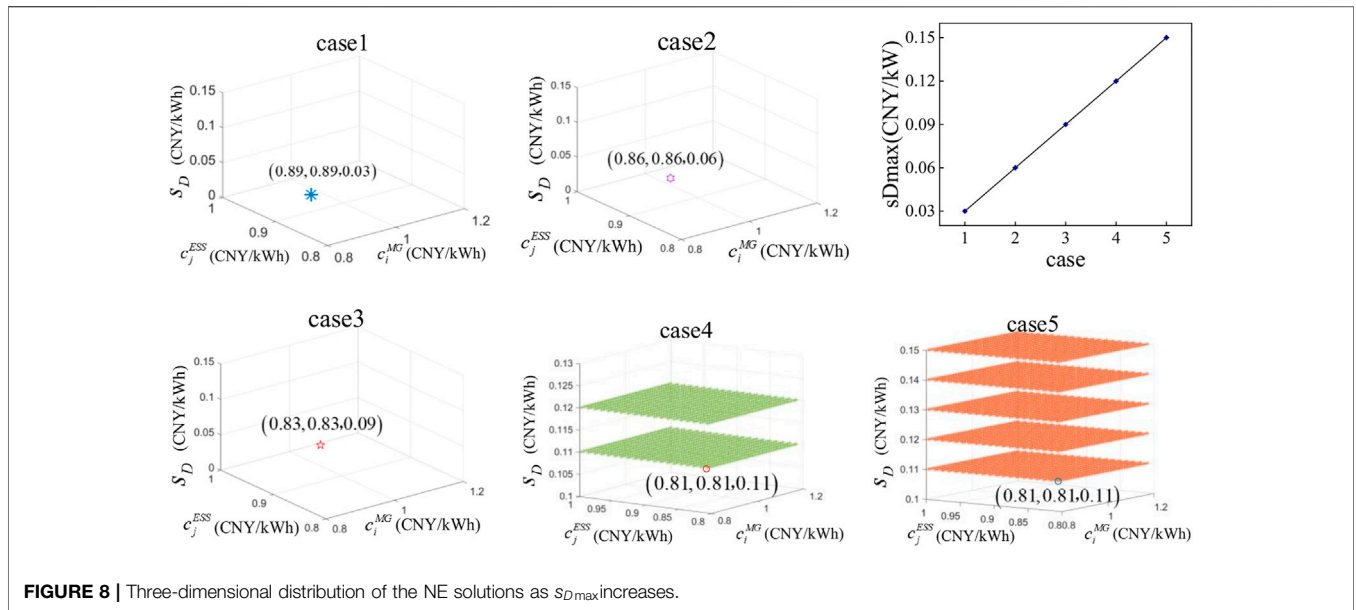 case1
S_D (CNY/kWh)
0.15
0.1
0.05
0
(0.89, 0.89, 0.03)
1
0.9
0.8
0.8
1
1.2
c_j^{ESS} (CNY/kWh)
c_i^{MG} (CNY/kWh)
case2
S_D (CNY/kWh)
0.15
0.1
0.05
0
(0.86, 0.86, 0.06)
1
0.9
0.8
0.8
1
1.2
c_j^{ESS} (CNY/kWh)
c_i^{MG} (CNY/kWh)
sDmax(CNY/kW)
0.15
0.12
0.09
0.06
0.03
1 2 3 4 5
case
case3
S_D (CNY/kWh)
0.15
0.1
0.05
0
(0.83, 0.83, 0.09)
1
0.9
0.8
0.8
1
1.2
c_j^{ESS} (CNY/kWh)
c_i^{MG} (CNY/kWh)
case4
S_D (CNY/kWh)
0.13
0.125
0.12
0.115
0.11
0.105
0.1
(0.81, 0.81, 0.11)
1
0.95
0.9
0.85
0.8
0.8
1
1.2
c_j^{ESS} (CNY/kWh)
c_i^{MG} (CNY/kWh)
case5
S_D (CNY/kWh)
0.15
0.14
0.13
0.12
0.11
0.1
(0.81, 0.81, 0.11)
1
0.95
0.9
0.85
0.80.8
1
1.2
c_j^{ESS} (CNY/kWh)
c_i^{MG} (CNY/kWh)
FIGURE 8 | Three-dimensional distribution of the NE solutions as s_{Dmax}increases.